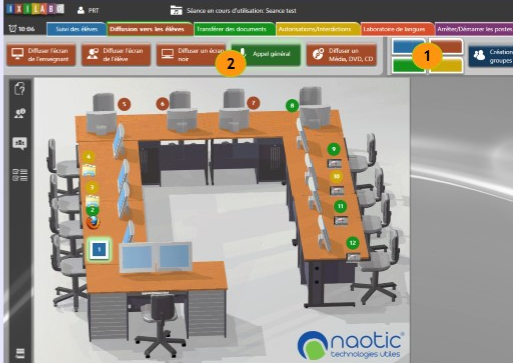 EXILAB
PRT
Séance en cours d'utilisation: Seance test
10:06
Suivi des élèves
Diffusion vers les élèves
Transférer des documents
Autorisations/Interdictions
Laboratoire de langues
Arrêter/Démarrer les postes
Diffuser l'écran
de l'enseignant
Diffuser l'écran
de l'élève
Diffuser un écran
noir
2
Appel général
Diffuser un
Média, DVD, CD
1
Création
groupes
5
6
8
4
9
3
10
2
11
12
1
naotic
technologies utiles